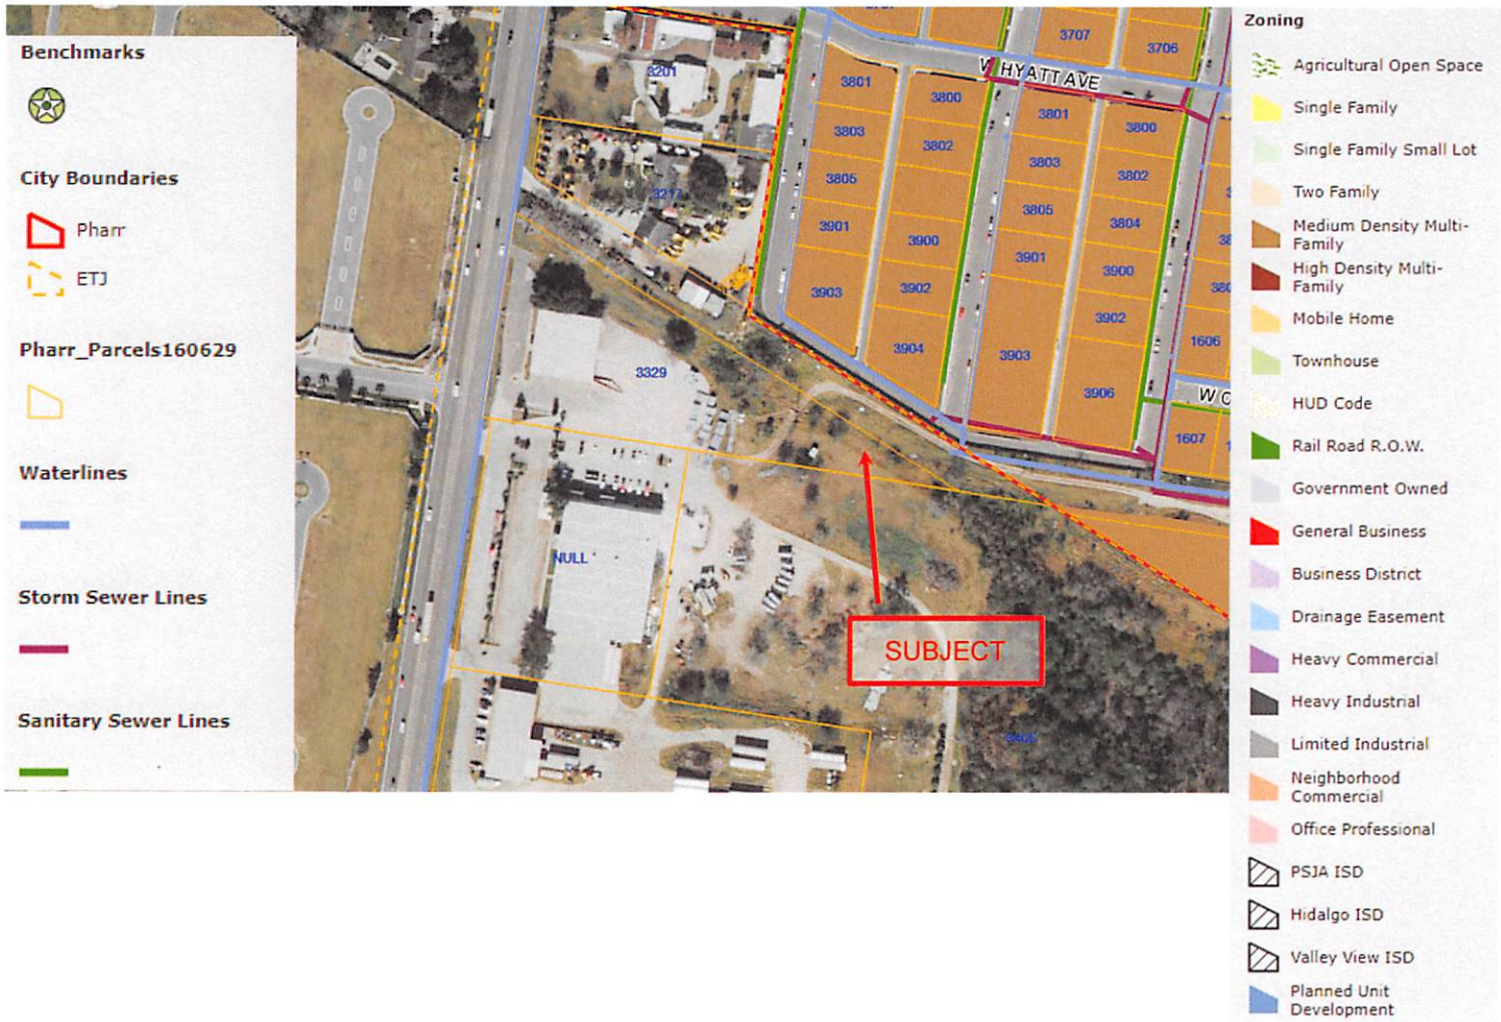 Benchmarks
City Boundaries
Pharr
ETJ
Pharr_Parcels160629
Waterlines
Storm Sewer Lines
Sanitary Sewer Lines
3707
3706
3201
W HYATT AVE
3801
3800
3801
3800
3803
3802
3803
3802
3805
3805
3804
3217
3901
3900
3901
3900
3903
3902
3902
3904
3903
3906
1606
3329
W O
1607
NULL
SUBJECT
Zoning
Agricultural Open Space
Single Family
Single Family Small Lot
Two Family
Medium Density Multi-
Family
High Density Multi-
Family
Mobile Home
Townhouse
HUD Code
Rail Road R.O.W.
Government Owned
General Business
Business District
Drainage Easement
Heavy Commercial
Heavy Industrial
Limited Industrial
Neighborhood
Commercial
Office Professional
PSJA ISD
Hidalgo ISD
Valley View ISD
Planned Unit
Development